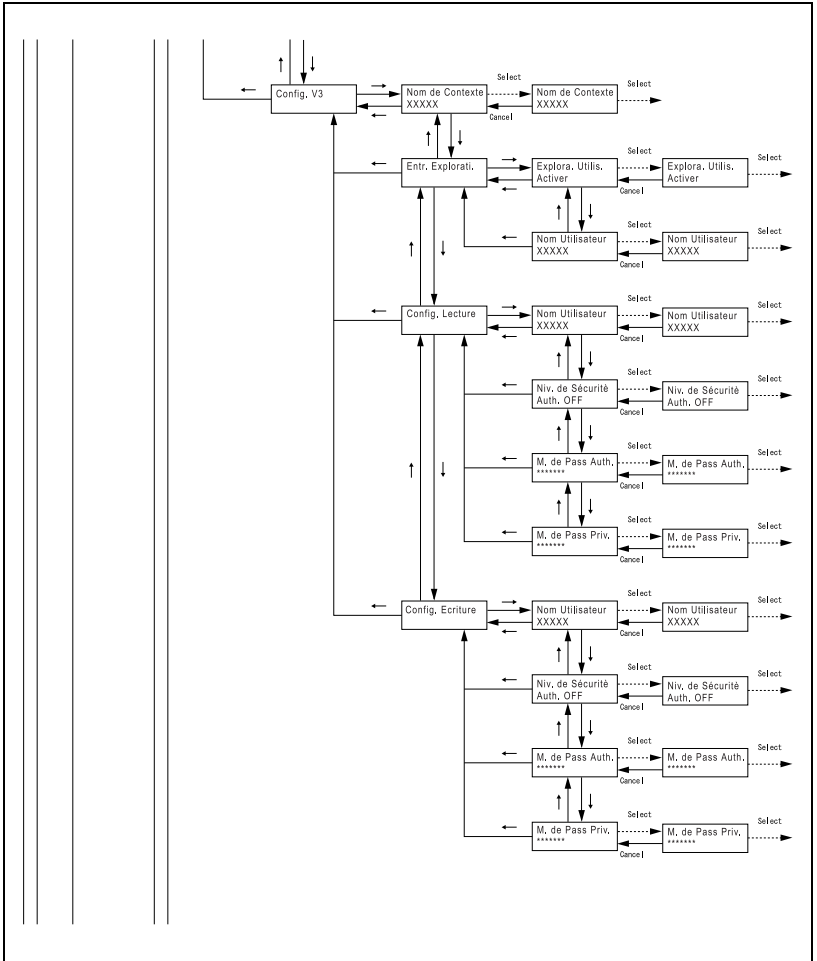 Select
Select
Config. V3
Nom de Contexte
XXXXX
Nom de Contexte
XXXXX
Cancel
Select
Select
Entr. Explorati.
Explora. Utilis.
Activer
Explora. Utilis.
Activer
Cancel
Select
Select
Nom Utilisateur
XXXXX
Nom Utilisateur
XXXXX
Cancel
Select
Select
Config. Lecture
Nom Utilisateur
XXXXX
Nom Utilisateur
XXXXX
Cancel
Select
Select
Niv. de Sécuritè
Auth. OFF
Niv. de Sécuritè
Auth. OFF
Cancel
Select
Select
M. de Pass Auth.
*******
M. de Pass Auth.
*******
Cancel
Select
Select
M. de Pass Priv.
*******
M. de Pass Priv.
*******
Cancel
Select
Select
Config. Ecriture
Nom Utilisateur
XXXXX
Nom Utilisateur
XXXXX
Cancel
Select
Select
Niv. de Sécuritè
Auth. OFF
Niv. de Sécuritè
Auth. OFF
Cancel
Select
Select
M. de Pass Auth.
*******
M. de Pass Auth.
*******
Cancel
Select
Select
M. de Pass Priv.
*******
M. de Pass Priv.
*******
Cancel